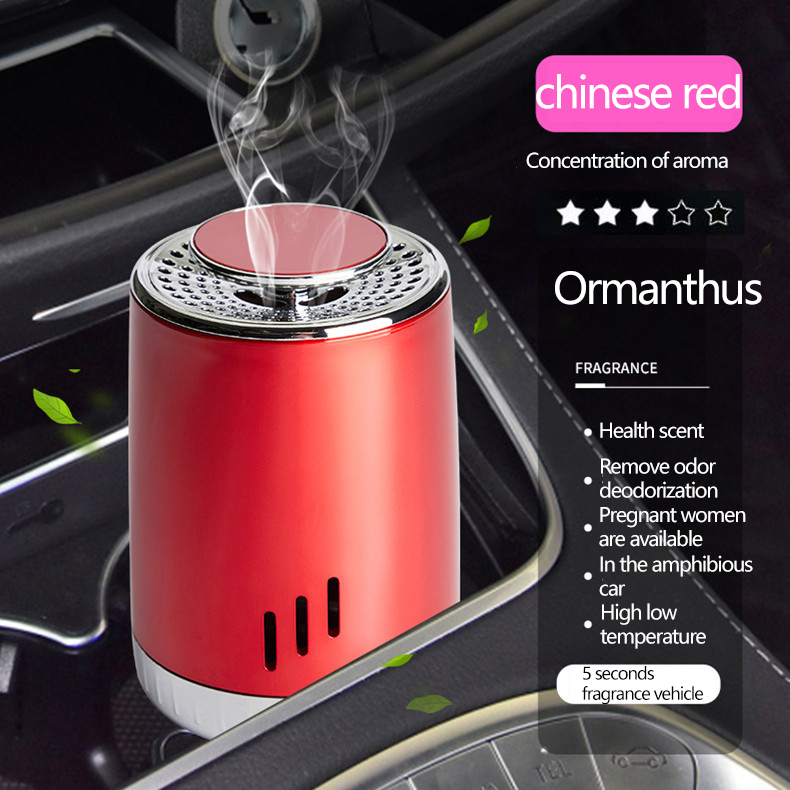 chinese red
Concentration of aroma
Ormanthus
FRAGRANCE
Health scent
Remove odor
deodorization
Pregnant women
are available
In the amphibious
car
High low
temperature
5 seconds
fragrance vehicle
TEL